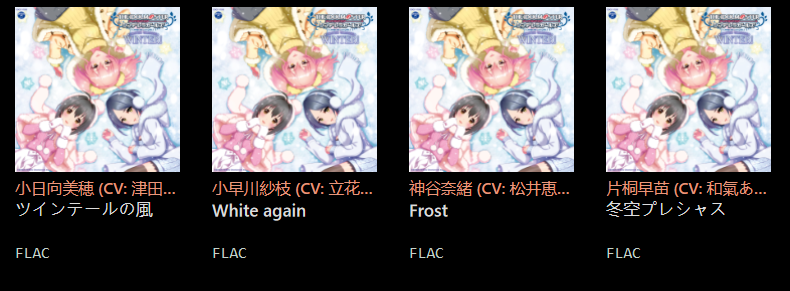 小日向美穂 (CV: 津田...
ツインテールの風
FLAC
小早川紗枝 (CV: 立花...
White again
FLAC
神谷奈緒 (CV: 松井恵...
Frost
FLAC
片桐早苗 (CV: 和氣あ...
冬空プレシャス
FLAC